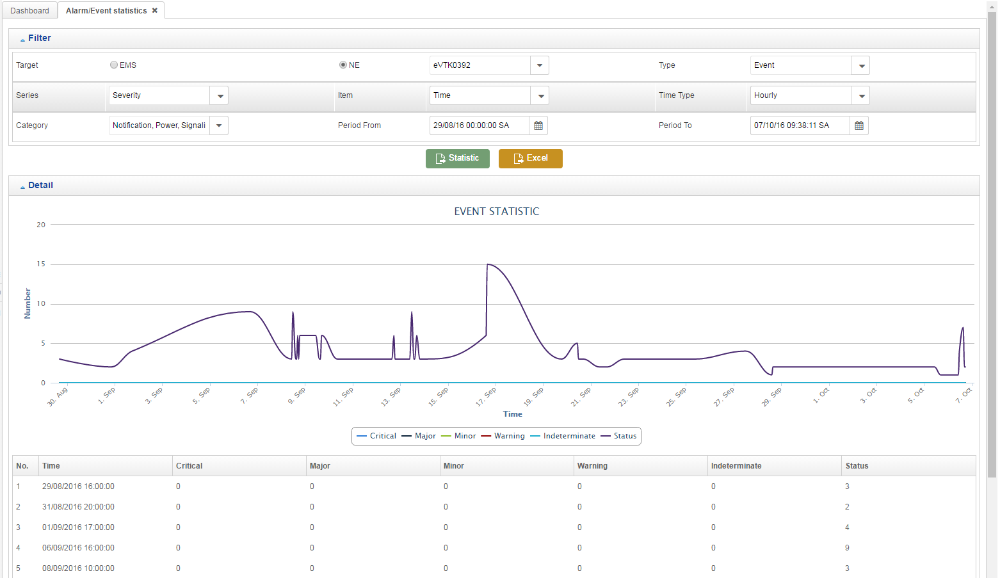 Dashboard
Alarm/Event statistics ✖
Filter
Target EMS NE eVTK0392 Type Event
Series Severity Item Time Time Type Hourly
Category Notification, Power, Signali Period From 29/08/16 00:00:00 SA Period To 07/10/16 09:38:11 SA
Statistic Excel
Detail
EVENT STATISTIC
20
15
10
5
0
Number
30. Aug 1. Sep 3. Sep 5. Sep 7. Sep 9. Sep 11. Sep 13. Sep 15. Sep 17. Sep 19. Sep 21. Sep 23. Sep 25. Sep 27. Sep 29. Sep 1. Oct 3. Oct 5. Oct 7. Oct
Time
Critical Major Minor Warning Indeterminate Status
No. Time Critical Major Minor Warning Indeterminate Status
1 29/08/2016 16:00:00 0 0 0 0 0 3
2 31/08/2016 20:00:00 0 0 0 0 0 2
3 01/09/2016 17:00:00 0 0 0 0 0 4
4 06/09/2016 16:00:00 0 0 0 0 0 9
5 08/09/2016 10:00:00 0 0 0 0 0 3